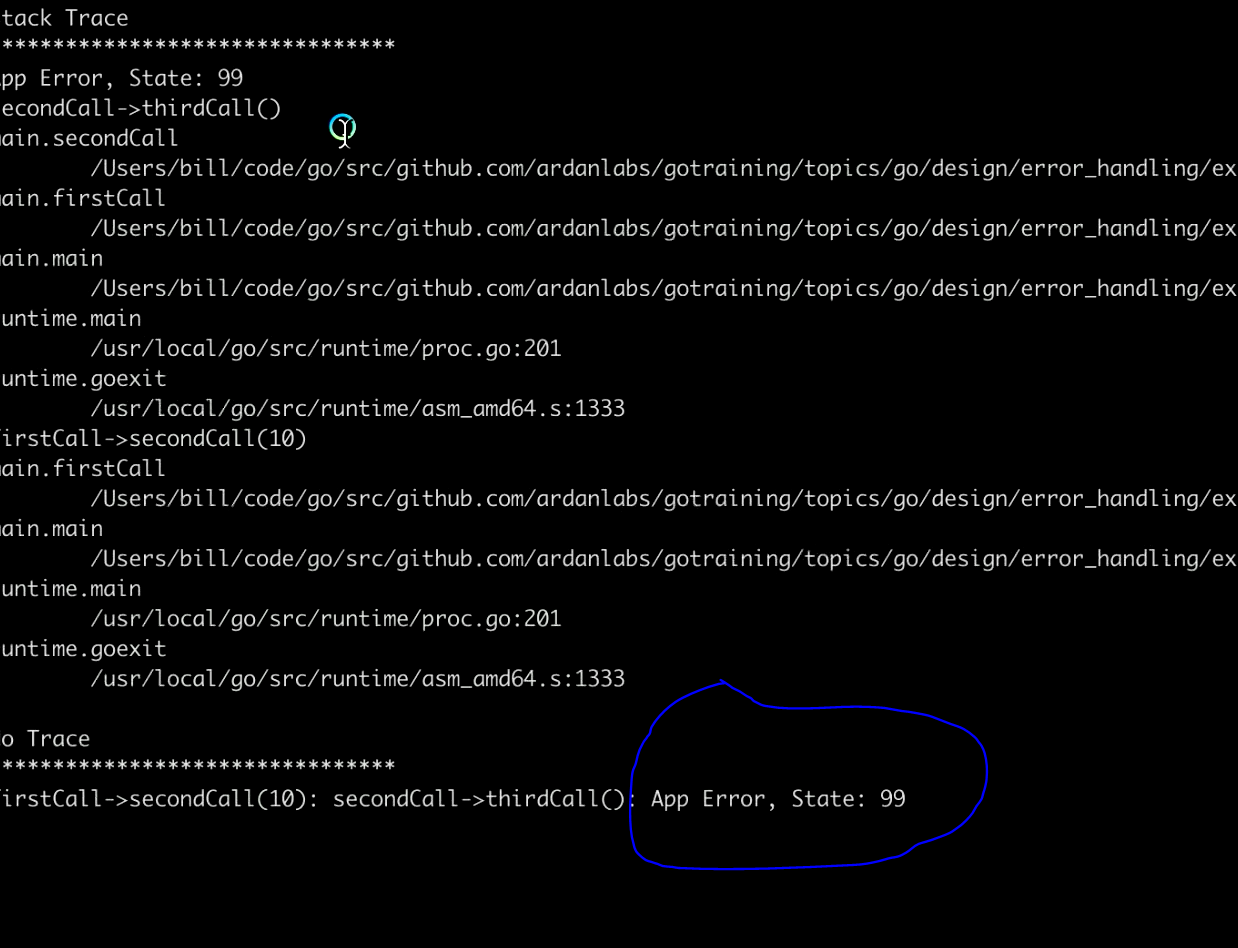 tack Trace
*******************************
pp Error, State: 99
econdCall->thirdCall()
ain.secondCall
/Users/bill/code/go/src/github.com/ardanlabs/gotraining/topics/go/design/error_handling/ex
ain.firstCall
/Users/bill/code/go/src/github.com/ardanlabs/gotraining/topics/go/design/error_handling/ex
ain.main
/Users/bill/code/go/src/github.com/ardanlabs/gotraining/topics/go/design/error_handling/ex
untime.main
/usr/local/go/src/runtime/proc.go:201
untime.goexit
/usr/local/go/src/runtime/asm_amd64.s:1333
irstCall->secondCall(10)
ain.firstCall
/Users/bill/code/go/src/github.com/ardanlabs/gotraining/topics/go/design/error_handling/ex
ain.main
/Users/bill/code/go/src/github.com/ardanlabs/gotraining/topics/go/design/error_handling/ex
untime.main
/usr/local/go/src/runtime/proc.go:201
untime.goexit
/usr/local/go/src/runtime/asm_amd64.s:1333
o Trace
*******************************
irstCall->secondCall(10): secondCall->thirdCall(): App Error, State: 99